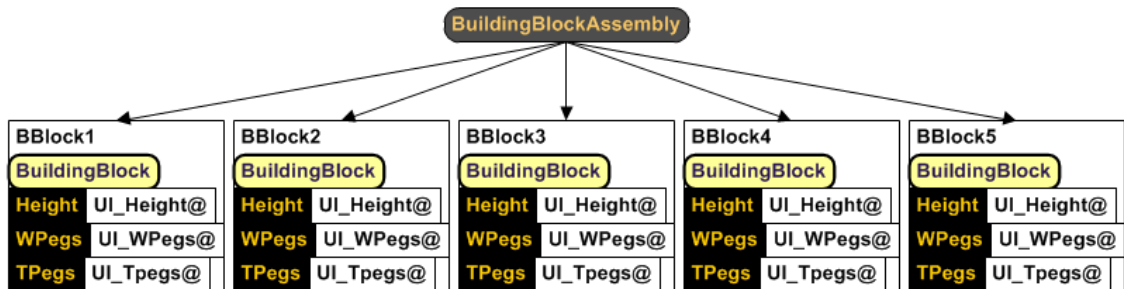 BuildingBlockAssembly
BBlock1 BBlock2 BBlock3 BBlock4 BBlock5
BuildingBlock BuildingBlock BuildingBlock BuildingBlock BuildingBlock
Height UI_Height@ Height UI_Height@ Height UI_Height@ Height UI_Height@ Height UI_Height@
WPegs UI_WPegs@ WPegs UI_WPegs@ WPegs UI_WPegs@ WPegs UI_WPegs@ WPegs UI_WPegs@
TPegs UI_Tpegs@ TPegs UI_Tpegs@ TPegs UI_Tpegs@ TPegs UI_Tpegs@ TPegs UI_Tpegs@